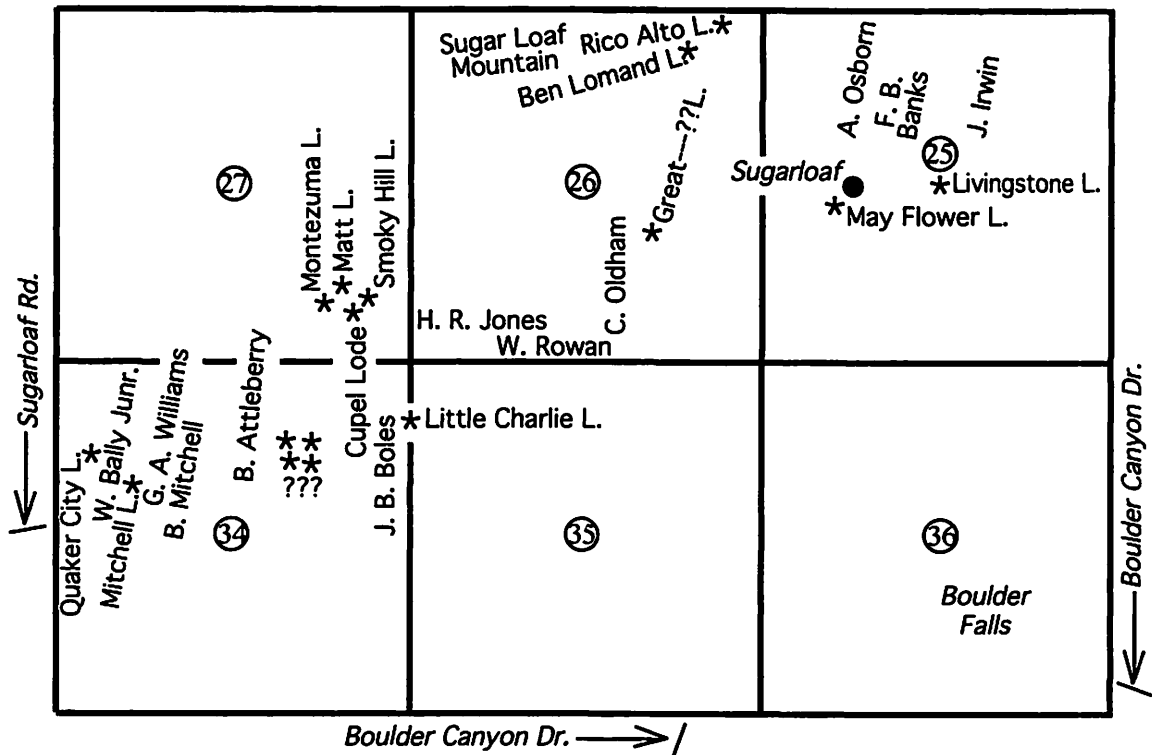 Sugar Loaf
Mountain
Rico Alto L.*
Ben Lomand L.*
A. Osborn
F. B.
Banks
J. Irwin
27
Montezuma L.
*Matt L.
Smoky Hill L.
26
*Great—??L.
Sugarloaf
25
*Livingstone L.
*May Flower L.
C. Oldham
H. R. Jones
W. Rowan
Sugarloaf Rd.
Quaker City L.*
W. Bally Junr.
Mitchell L.*
G. A. Williams
B. Mitchell
B. Attleberry
* *
* *
???
Cupel Lode*
J. B. Boles
*Little Charlie L.
34
35
36
Boulder
Falls
Boulder Canyon Dr.
Boulder Canyon Dr.